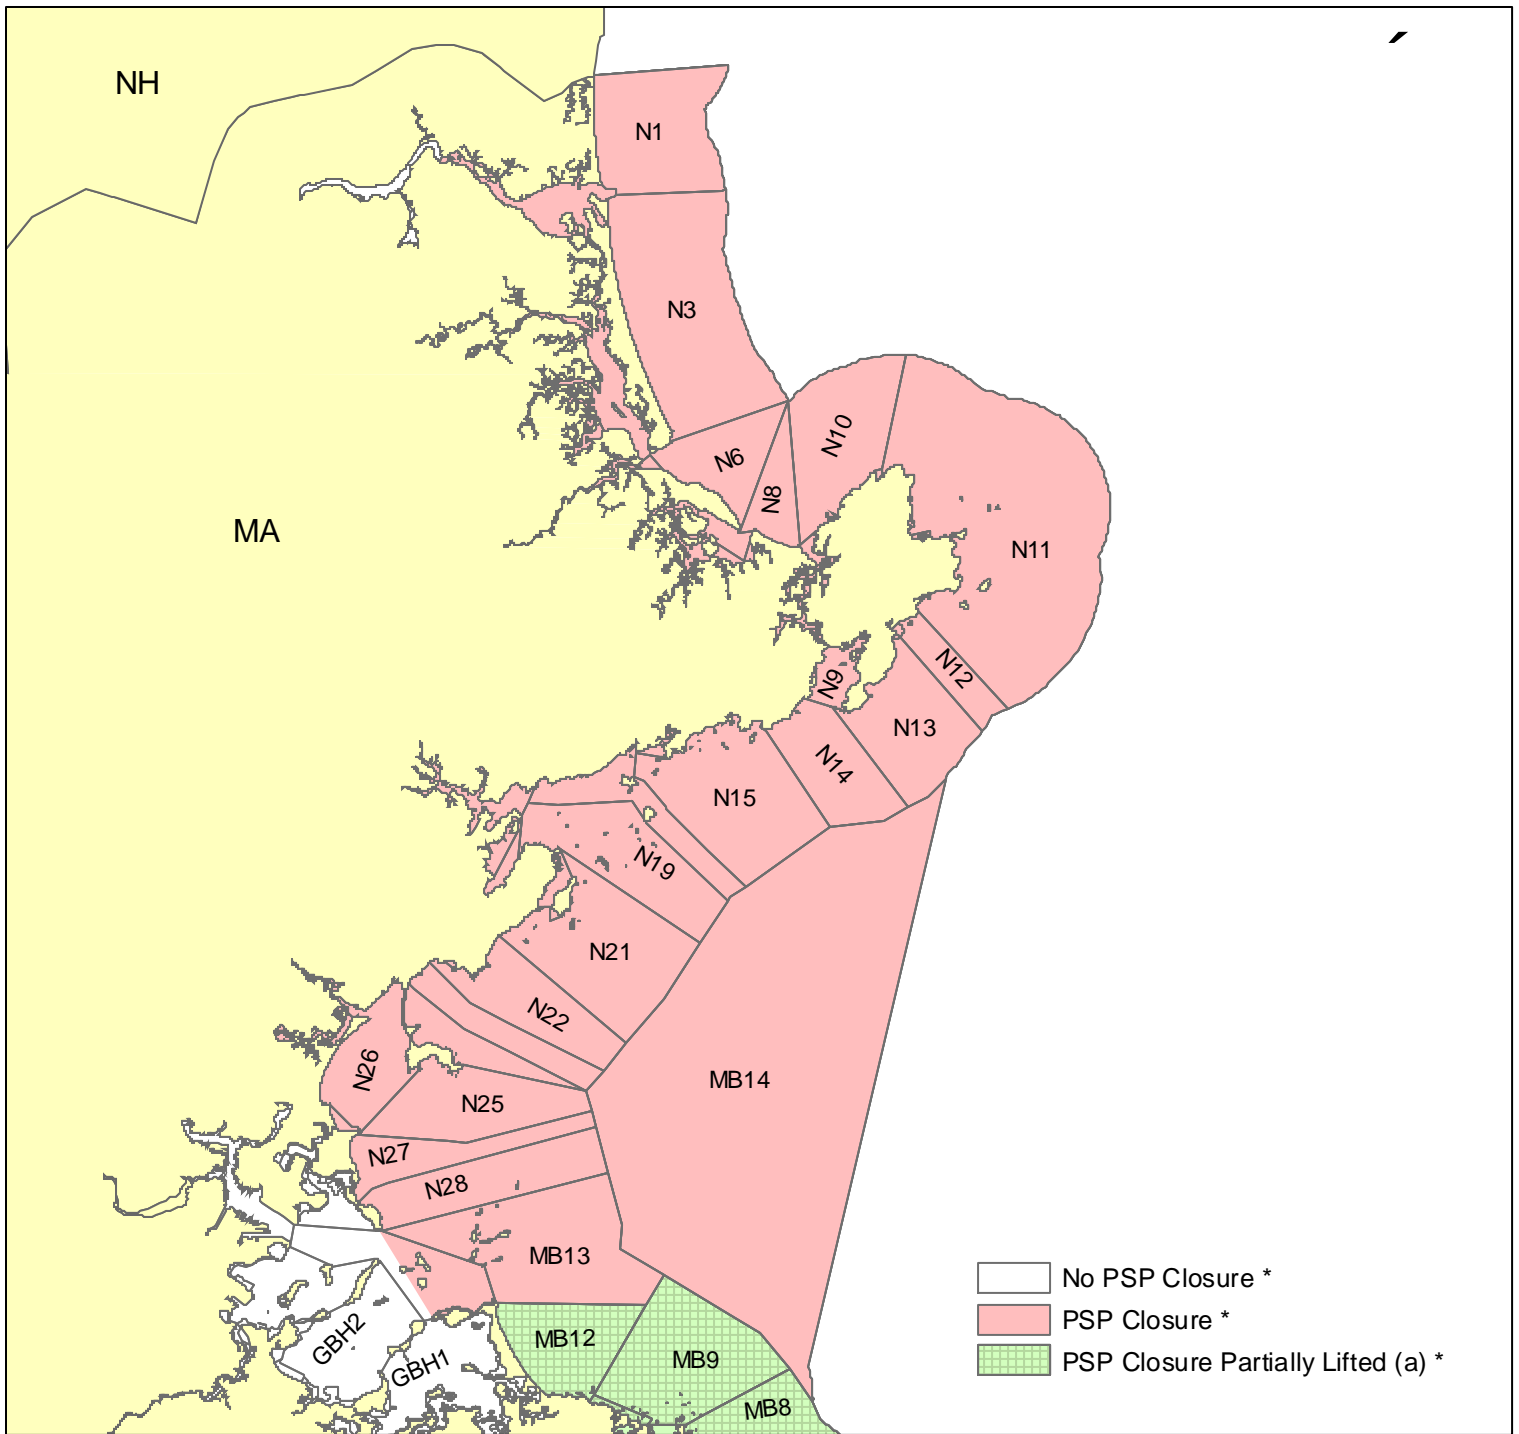 NH
N1
N3
N10
N6
N8
MA
N11
N12
N9
N13
N14
N15
N19
N21
N22
N26
MB14
N25
N27
N28
MB13
No PSP Closure *
PSP Closure *
GBH2
MB12
MB9
PSP Closure Partially Lifted (a) *
GBH1
MB8